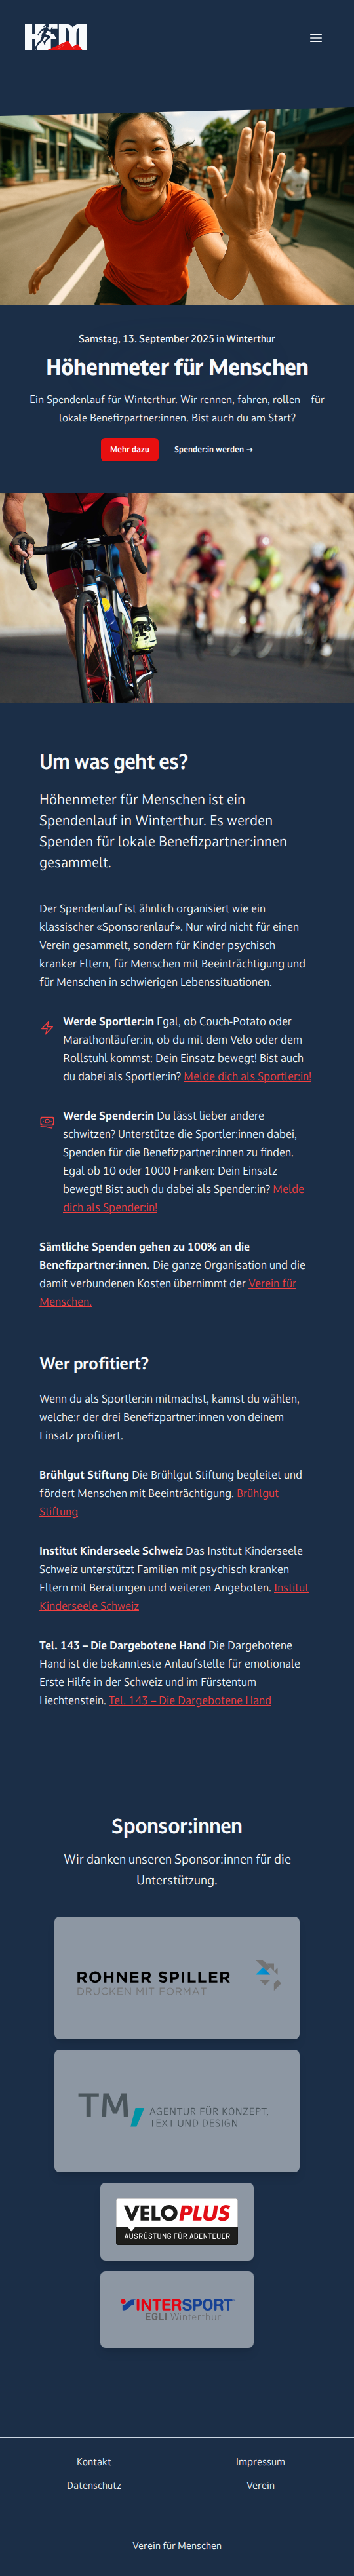 HFM
Samstag, 13. September 2025 in Winterthur
Höhenmeter für Menschen
Ein Spendenlauf für Winterthur. Wir rennen, fahren, rollen – für
lokale Benefizpartner:innen. Bist auch du am Start?
Mehr dazu
Spender:in werden →
Um was geht es?
Höhenmeter für Menschen ist ein
Spendenlauf in Winterthur. Es werden
Spenden für lokale Benefizpartner:innen
gesammelt.
Der Spendenlauf ist ähnlich organisiert wie ein
klassischer «Sponsorenlauf». Nur wird nicht für einen
Verein gesammelt, sondern für Kinder psychisch
kranker Eltern, für Menschen mit Beeinträchtigung und
für Menschen in schwierigen Lebenssituationen.
Werde Sportler:in Egal, ob Couch-Potato oder
Marathonläufer:in, ob du mit dem Velo oder dem
Rollstuhl kommst: Dein Einsatz bewegt! Bist auch
du dabei als Sportler:in? Melde dich als Sportler:in!
Werde Spender:in Du lässt lieber andere
schwitzen? Unterstütze die Sportler:innen dabei,
Spenden für die Benefizpartner:innen zu finden.
Egal ob 10 oder 1000 Franken: Dein Einsatz
bewegt! Bist auch du dabei als Spender:in? Melde
dich als Spender:in!
Sämtliche Spenden gehen zu 100% an die
Benefizpartner:innen. Die ganze Organisation und die
damit verbundenen Kosten übernimmt der Verein für
Menschen.
Wer profitiert?
Wenn du als Sportler:in mitmachst, kannst du wählen,
welche:r der drei Benefizpartner:innen von deinem
Einsatz profitiert.
Brühlgut Stiftung Die Brühlgut Stiftung begleitet und
fördert Menschen mit Beeinträchtigung. Brühlgut
Stiftung
Institut Kinderseele Schweiz Das Institut Kinderseele
Schweiz unterstützt Familien mit psychisch kranken
Eltern mit Beratungen und weiteren Angeboten. Institut
Kinderseele Schweiz
Tel. 143 – Die Dargebotene Hand Die Dargebotene
Hand ist die bekannteste Anlaufstelle für emotionale
Erste Hilfe in der Schweiz und im Fürstentum
Liechtenstein. Tel. 143 – Die Dargebotene Hand
Sponsor:innen
Wir danken unseren Sponsor:innen für die
Unterstützung.
ROHNER SPILLER
DRUCKEN MIT FORMAT
TM
AGENTUR FÜR KONZEPT,
TEXT UND DESIGN
VELOPLUS
AUSRÜSTUNG FÜR ABENTEUER
INTERSPORT
EGLI Winterthur
Kontakt
Impressum
Datenschutz
Verein
Verein für Menschen